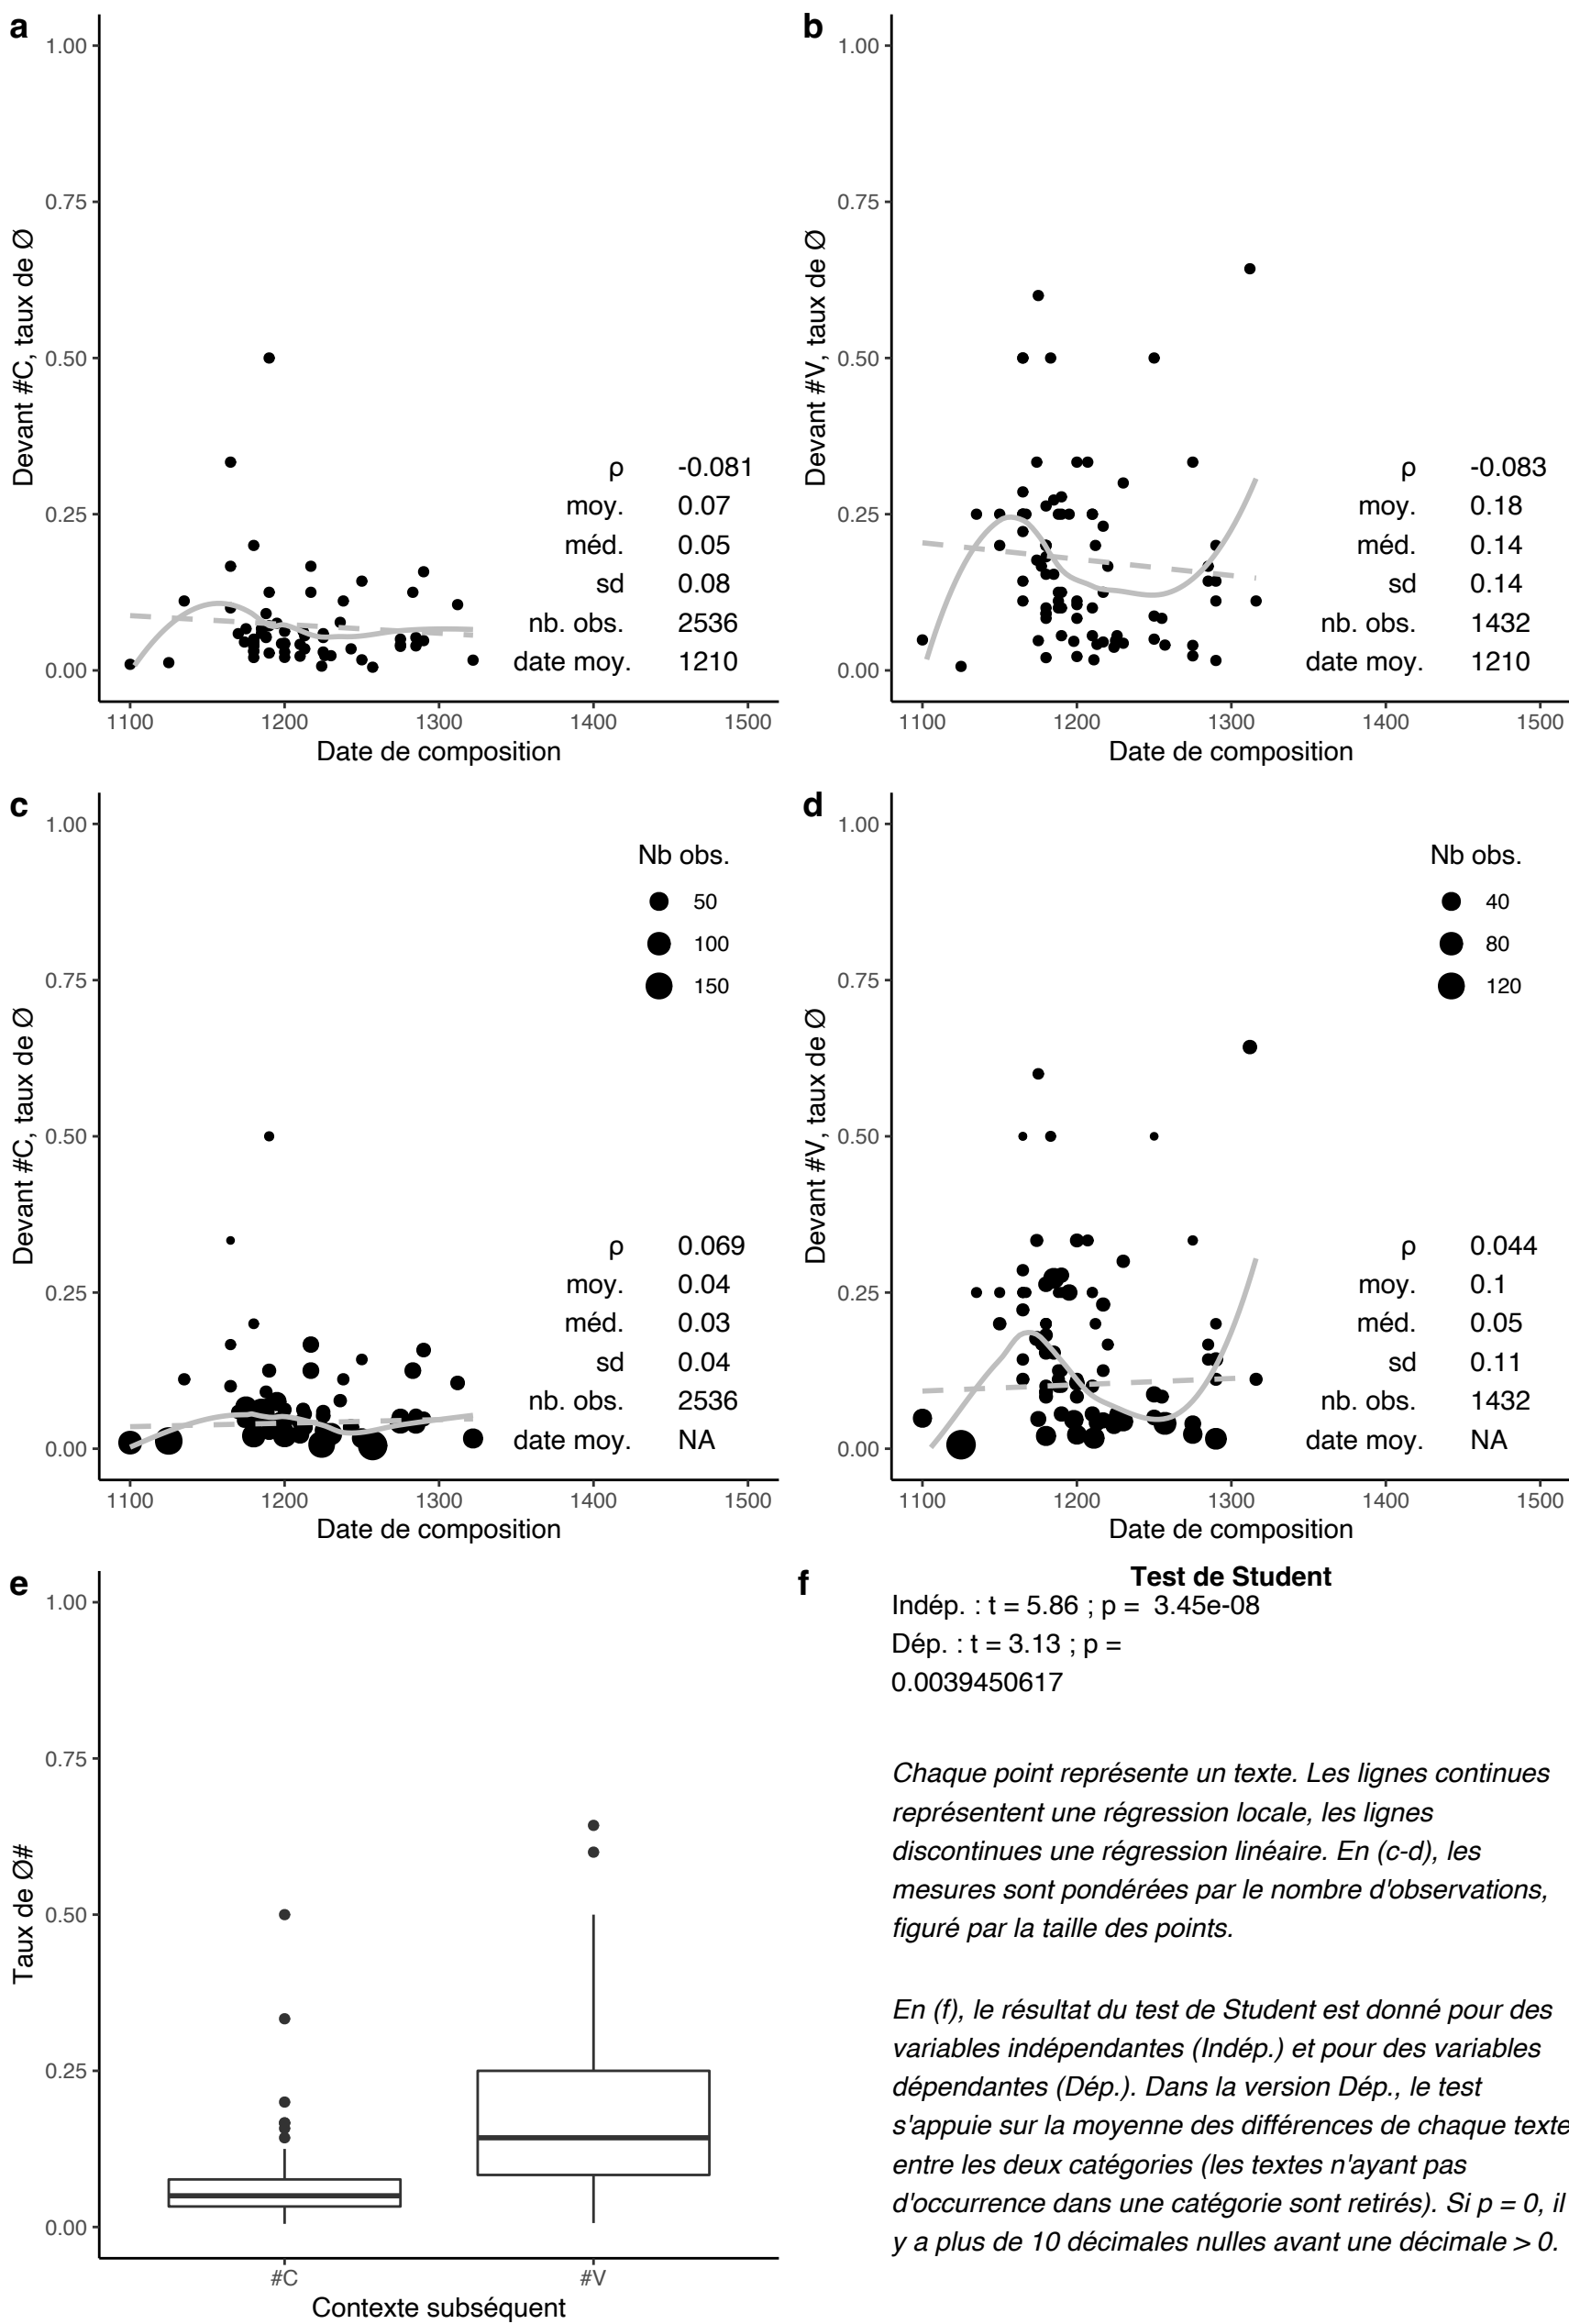 a
1.00
0.75
0.50
0.25
0.00
Devant #C, taux de Ø
ρ -0.081
moy. 0.07
méd. 0.05
sd 0.08
nb. obs. 2536
date moy. 1210
1100 1200 1300 1400 1500
Date de composition
b
1.00
0.75
0.50
0.25
0.00
Devant #V, taux de Ø
ρ -0.083
moy. 0.18
méd. 0.14
sd 0.14
nb. obs. 1432
date moy. 1210
1100 1200 1300 1400 1500
Date de composition
c
1.00
0.75
0.50
0.25
0.00
Devant #C, taux de Ø
Nb obs.
50
100
150
ρ 0.069
moy. 0.04
méd. 0.03
sd 0.04
nb. obs. 2536
date moy. NA
1100 1200 1300 1400 1500
Date de composition
d
1.00
0.75
0.50
0.25
0.00
Devant #V, taux de Ø
Nb obs.
40
80
120
ρ 0.044
moy. 0.1
méd. 0.05
sd 0.11
nb. obs. 1432
date moy. NA
1100 1200 1300 1400 1500
Date de composition
e
1.00
0.75
0.50
0.25
0.00
Taux de Ø#
#C #V
Contexte subséquent
f
Test de Student
Indép. : t = 5.86 ; p = 3.45e-08
Dép. : t = 3.13 ; p =
0.0039450617
Chaque point représente un texte. Les lignes continues
représentent une régression locale, les lignes
discontinues une régression linéaire. En (c-d), les
mesures sont pondérées par le nombre d'observations,
figuré par la taille des points.
En (f), le résultat du test de Student est donné pour des
variables indépendantes (Indép.) et pour des variables
dépendantes (Dép.). Dans la version Dép., le test
s'appuie sur la moyenne des différences de chaque texte
entre les deux catégories (les textes n'ayant pas
d'occurrence dans une catégorie sont retirés). Si p = 0, il
y a plus de 10 décimales nulles avant une décimale > 0.